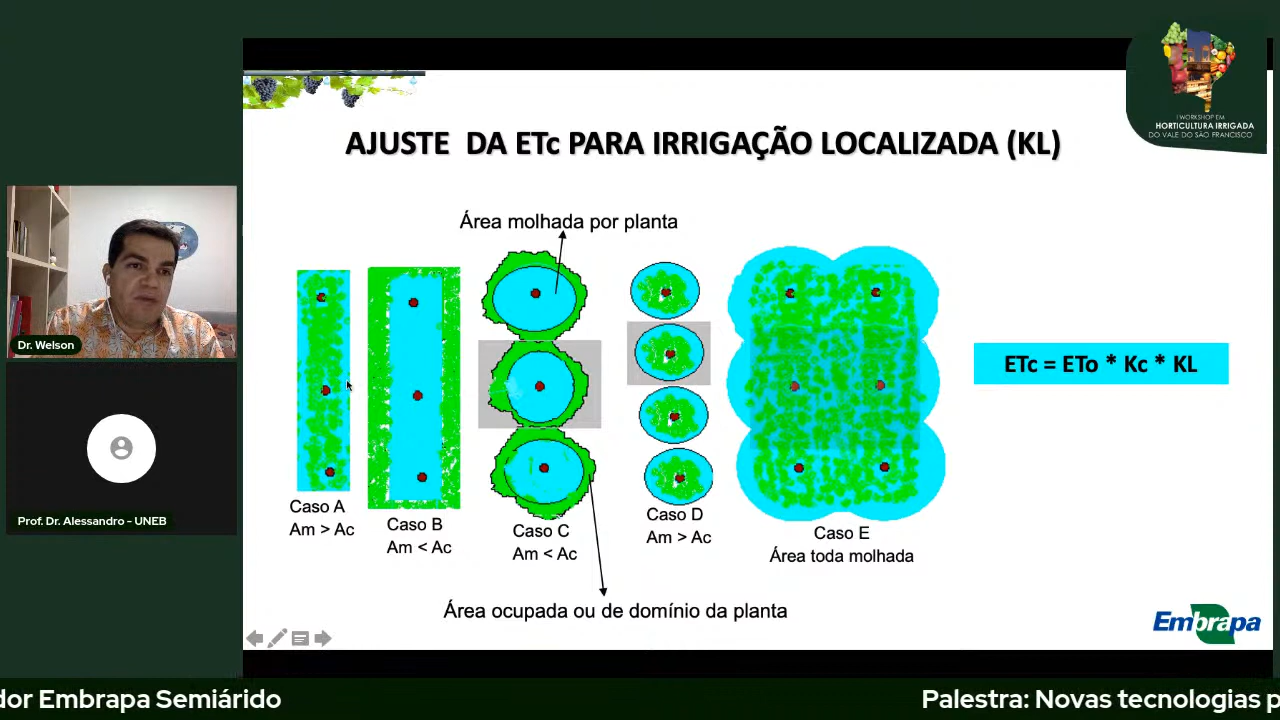 I WORKSHOP EM
HORTICULTURA IRRIGADA
DO VALE DO SÃO FRANCISCO
AJUSTE DA ETc PARA IRRIGAÇÃO LOCALIZADA (KL)
Área molhada por planta
Dr. Welson
Prof. Dr. Alessandro - UNEB
ETc = ETo * Kc * KL
Caso A
Am > Ac
Caso B
Am < Ac
Caso C
Am < Ac
Caso D
Am > Ac
Caso E
Área toda molhada
Área ocupada ou de domínio da planta
Embrapa
dor Embrapa Semiárido
Palestra: Novas tecnologias p